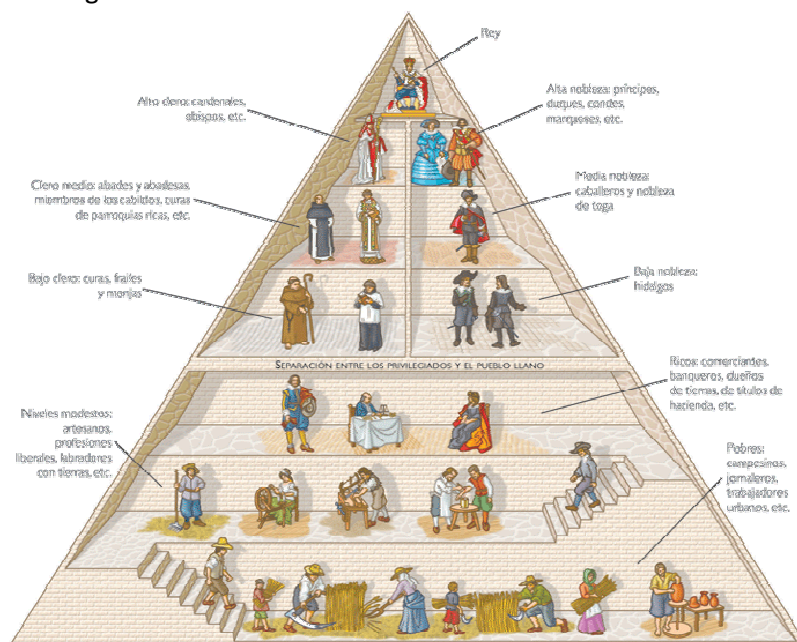 Rey
Alto clero: cardenales,
obispos, etc.
Alta nobleza: príncipes,
duques, condes,
marqueses, etc.
Clero medio: abades y abadesas,
miembros de los cabildos, curas
de parroquias ricas, etc.
Media nobleza:
caballeros y nobleza
de toga
Bajo clero: curas, frailes
y monjas
Baja nobleza:
hidalgos
SEPARACIÓN ENTRE LOS PRIVILEGIADOS Y EL PUEBLO LLANO
Ricos: comerciantes,
banqueros, dueños
de tierras, de títulos de
hacienda, etc.
Niveles modestos:
artesanos,
profesiones
liberales, labradores
con tierras, etc.
Pobres:
campesinos,
jornaleros,
trabajadores
urbanos, etc.